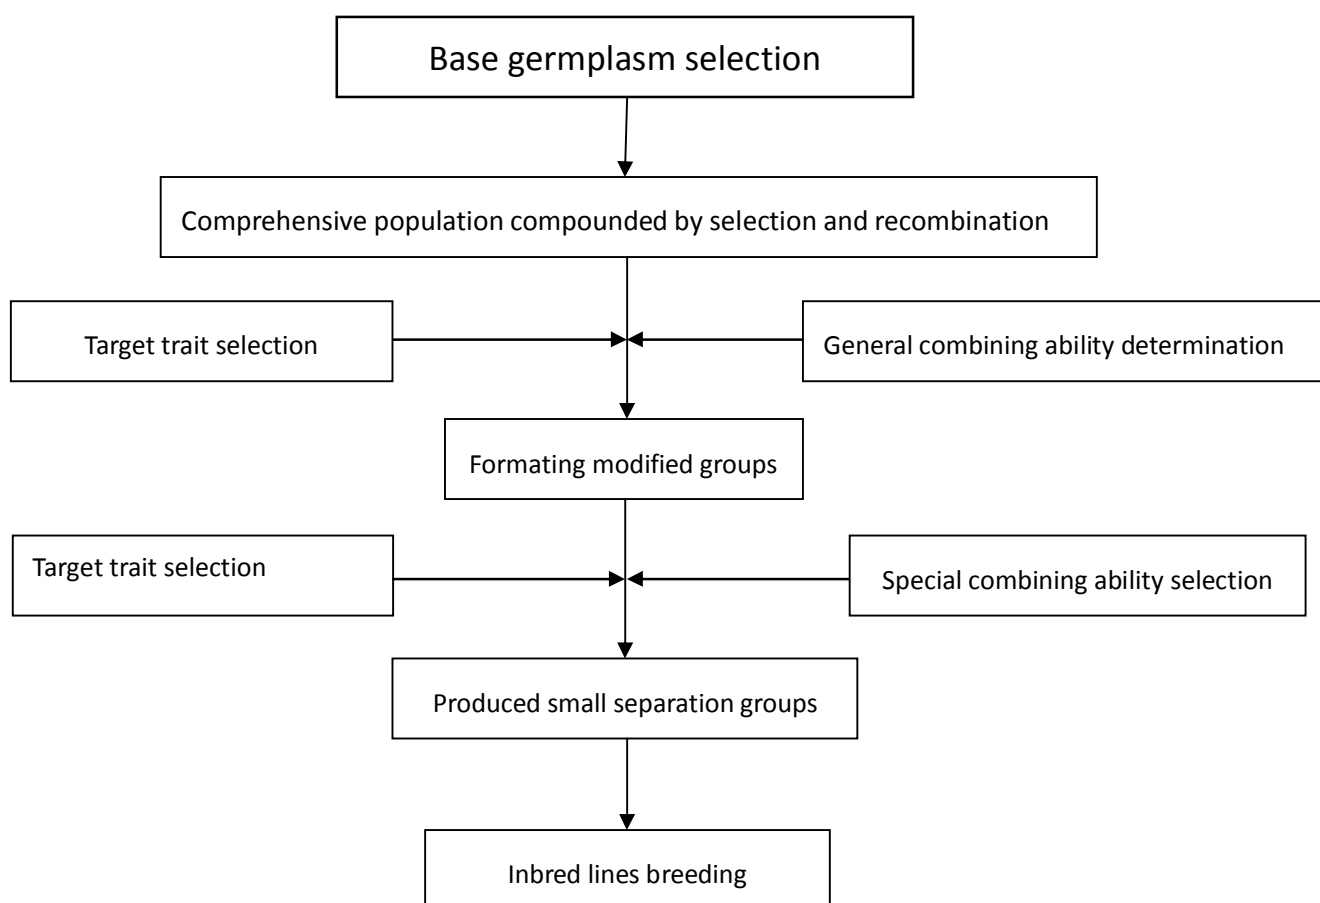 Base germplasm selection
Comprehensive population compounded by selection and recombination
Target trait selection
General combining ability determination
Formating modified groups
Target trait selection
Special combining ability selection
Produced small separation groups
Inbred lines breeding